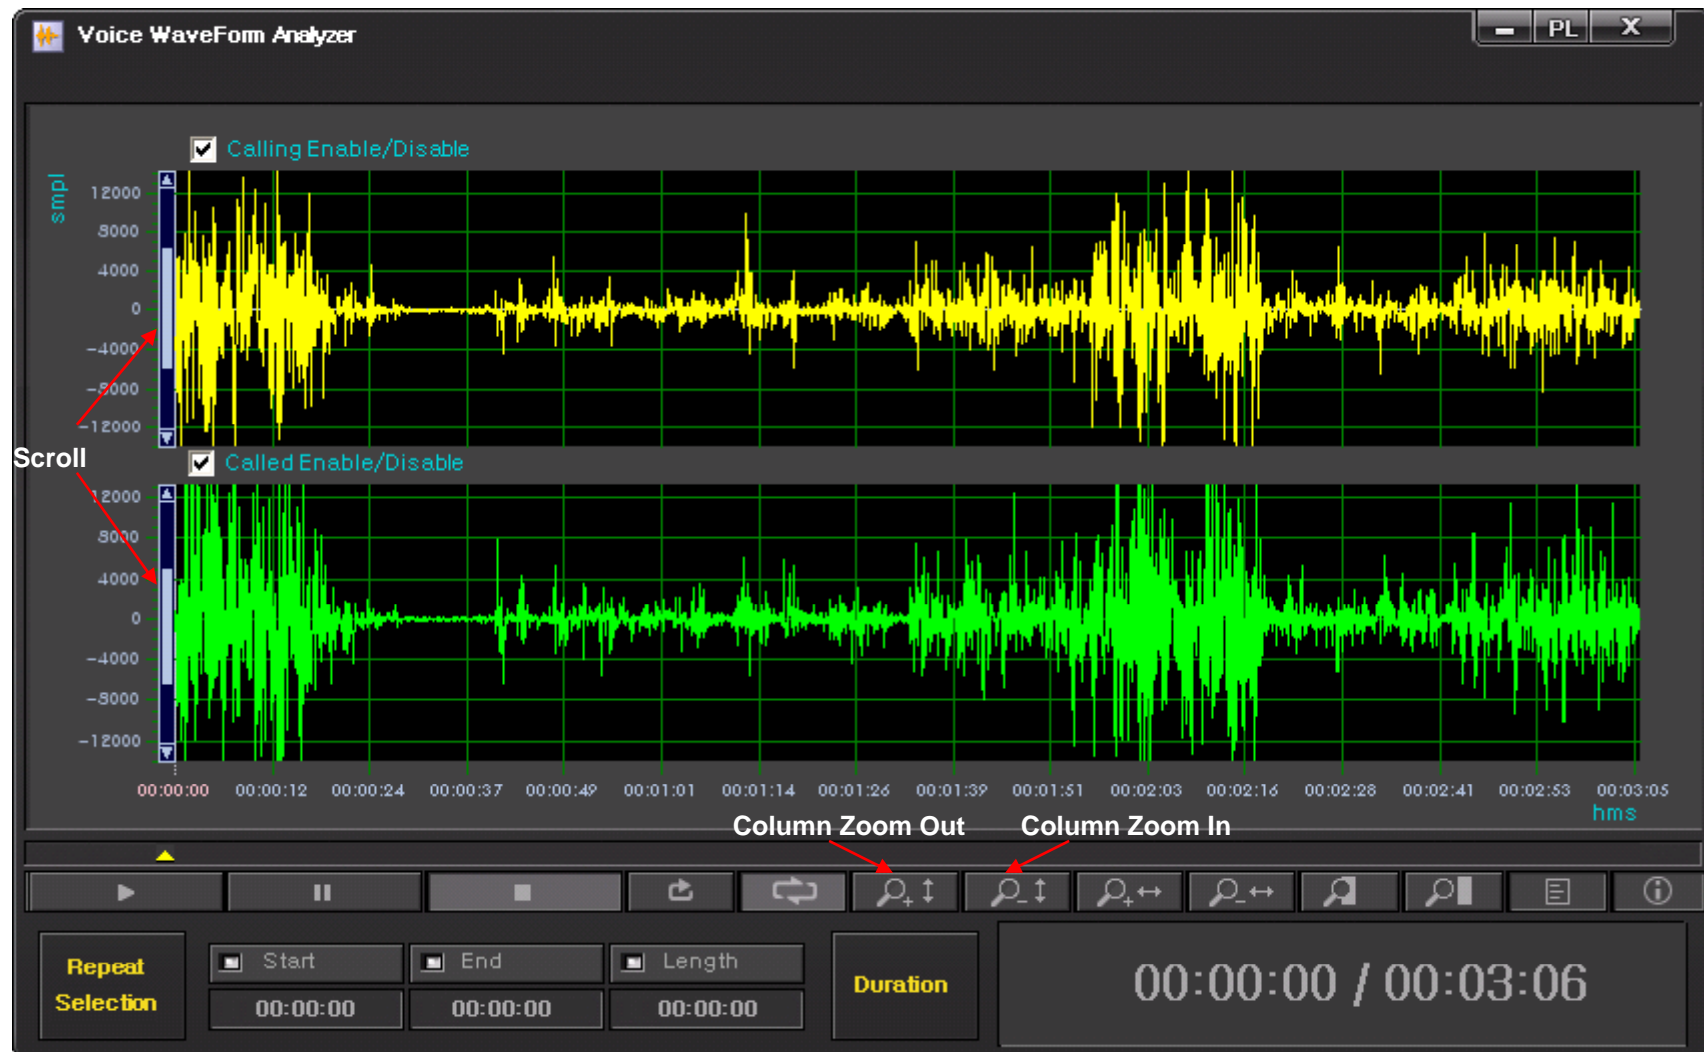 Voice WaveForm Analyzer
PL X
Calling Enable/Disable
smpl
12000
8000
4000
0
-4000
-8000
-12000
Scroll
Called Enable/Disable
12000
8000
4000
0
-4000
-8000
-12000
00:00:00 00:00:12 00:00:24 00:00:37 00:00:49 00:01:01 00:01:14 00:01:26 00:01:39 00:01:51 00:02:03 00:02:16 00:02:28 00:02:41 00:02:53 00:03:05
hms
Column Zoom Out Column Zoom In
Repeat
Selection
Start End Length
00:00:00 00:00:00 00:00:00
Duration
00:00:00 / 00:03:06